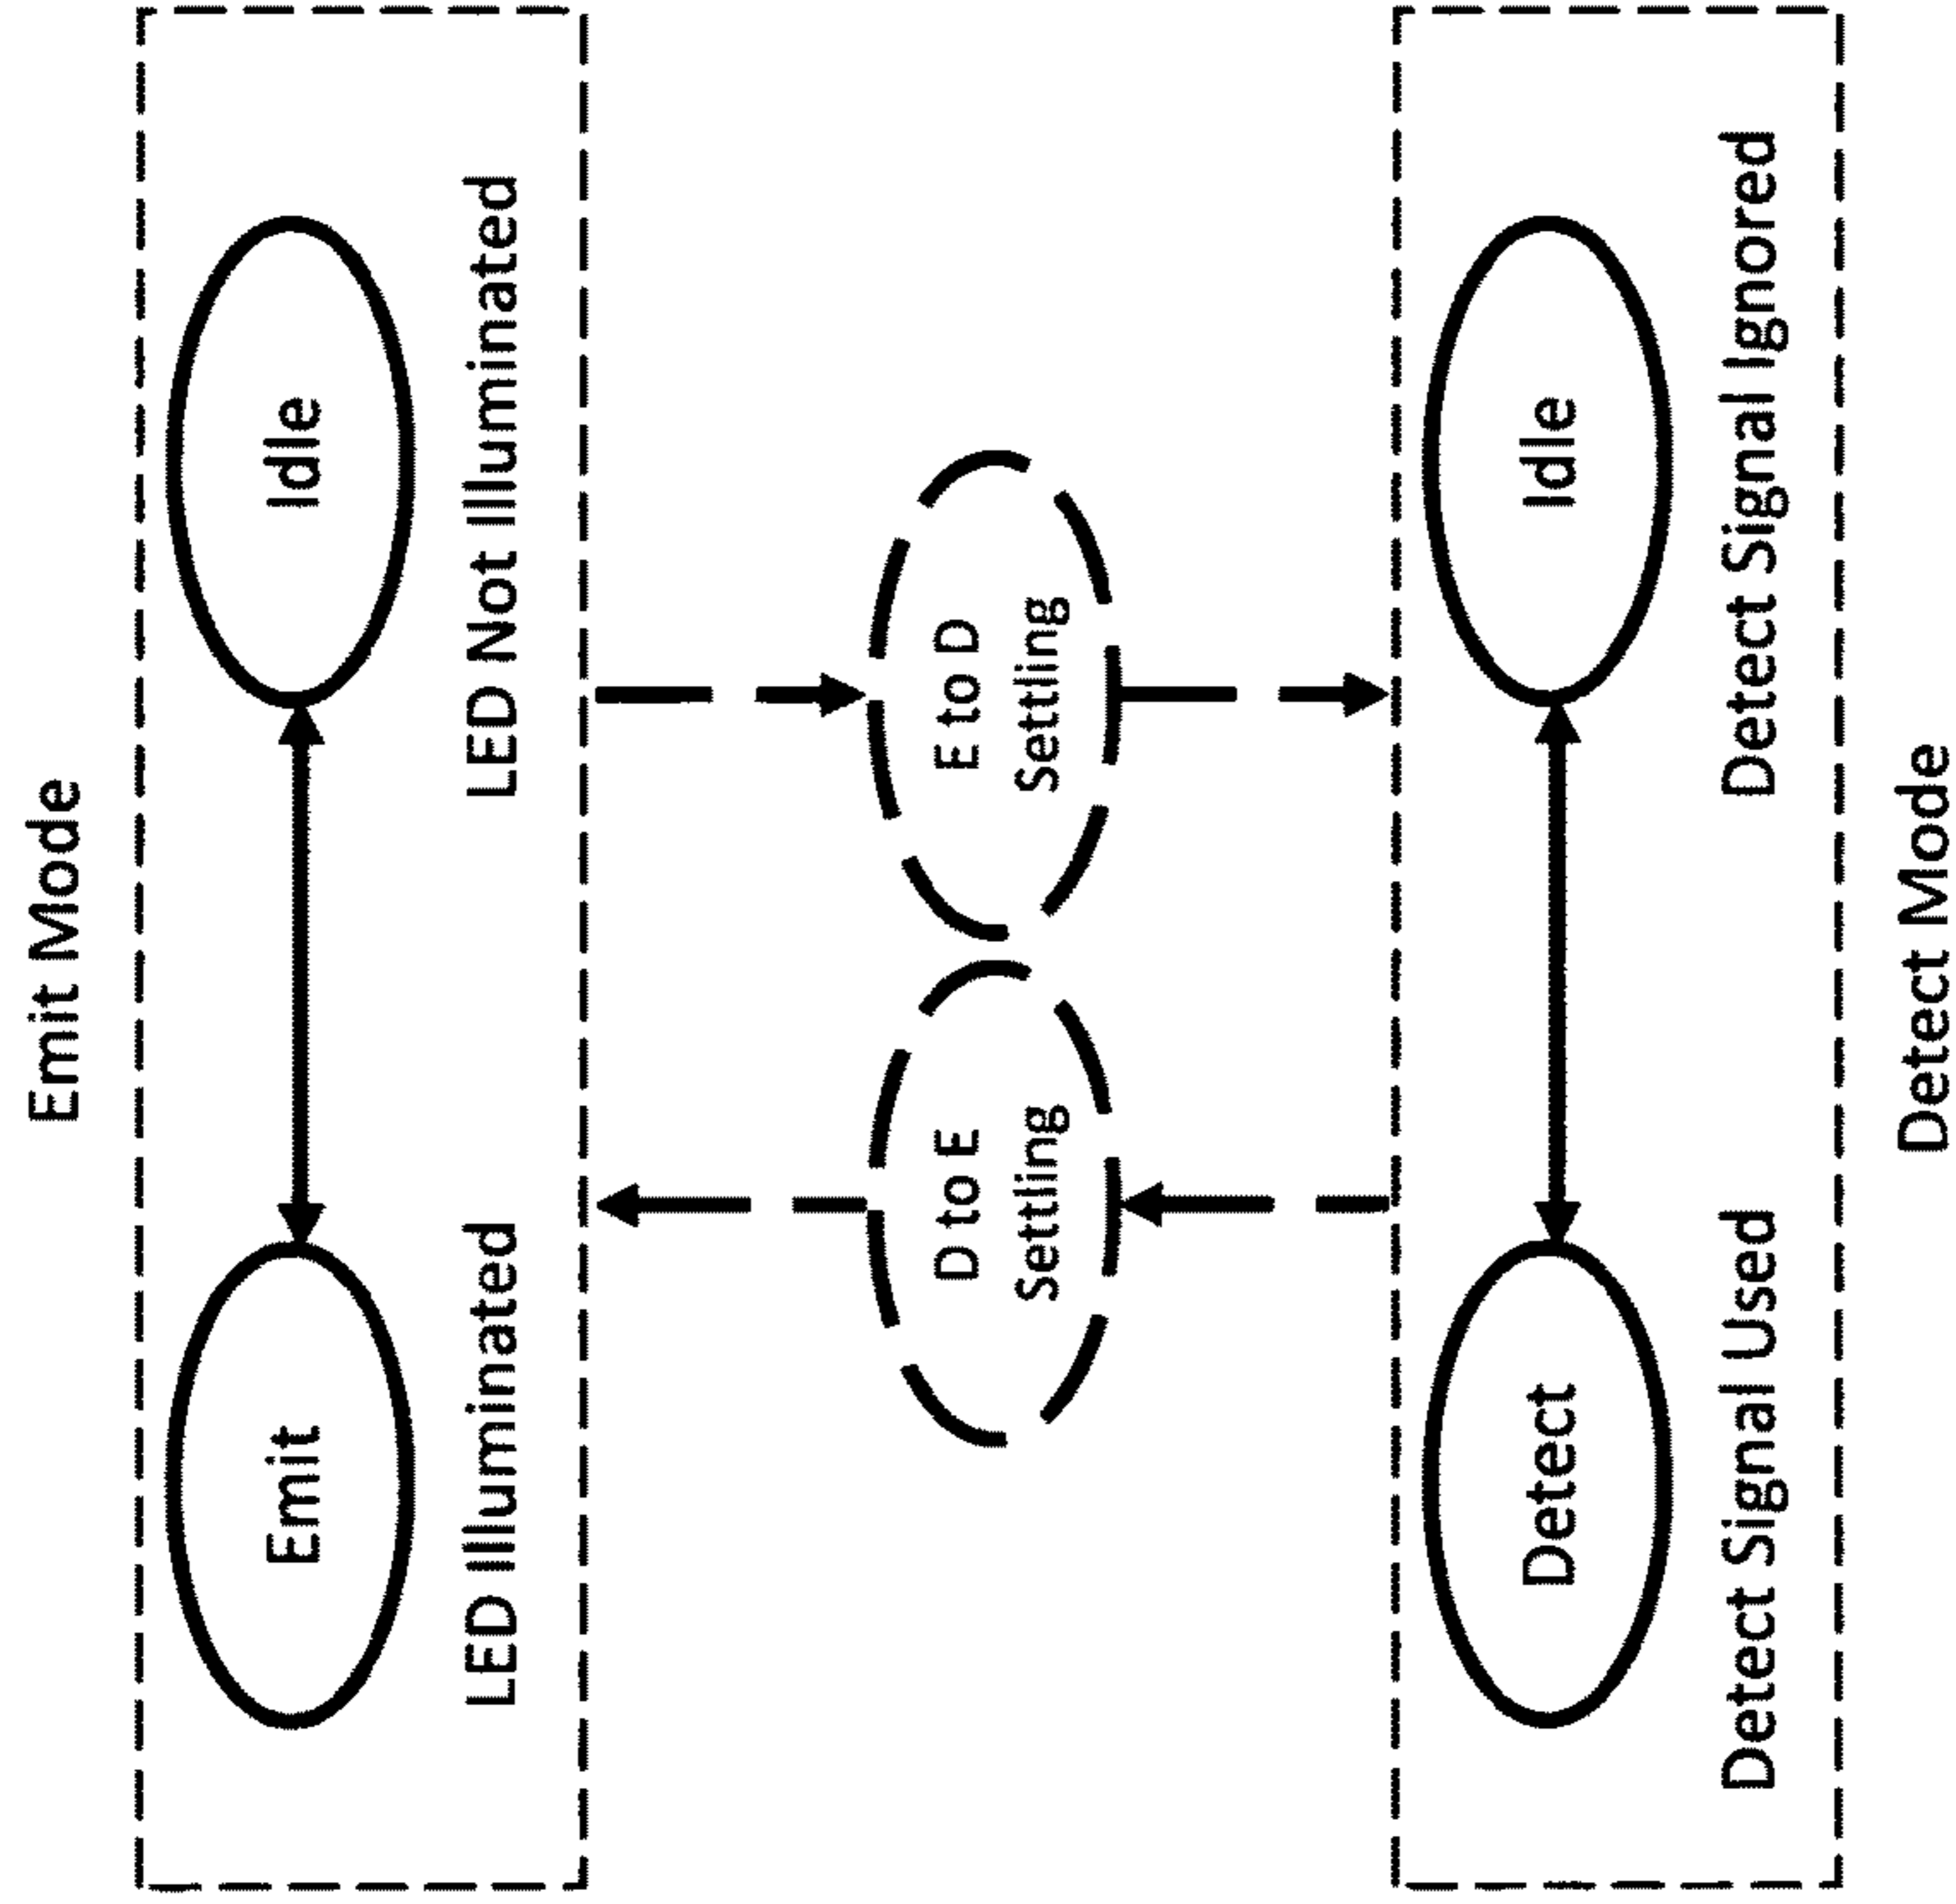 Emit Mode
Emit
Idle
LED Illuminated
LED Not Illuminated
D to E
Settling
E to D
Settling
Detect
Idle
Detect Signal Used
Detect Signal Ignored
Detect Mode